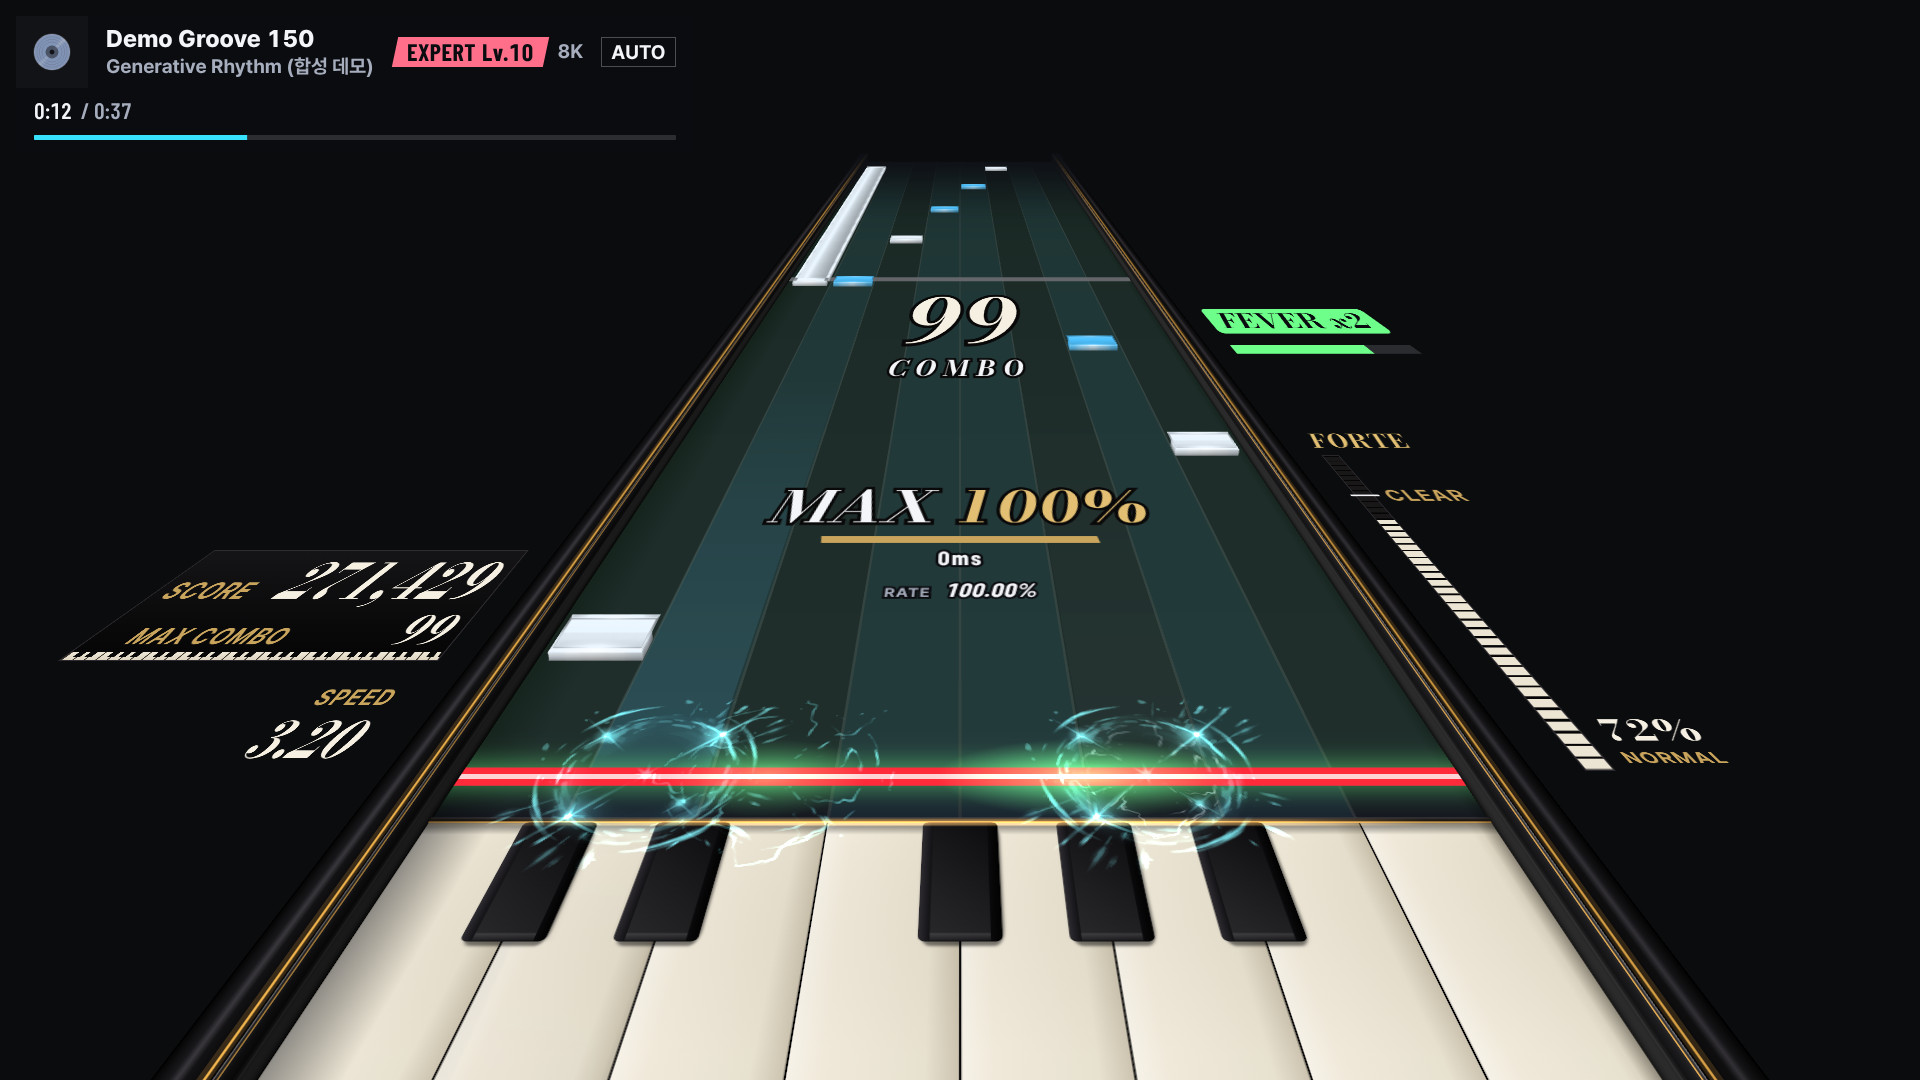 Demo Groove 150
Generative Rhythm (합성 데모)
EXPERT Lv.10 8K AUTO
0:12 / 0:37
99
COMBO
FEVER x2
FORTE
CLEAR
MAX 100%
0ms
RATE 100.00%
SCORE 271,429
MAX COMBO 99
SPEED
3.20
72%
NORMAL